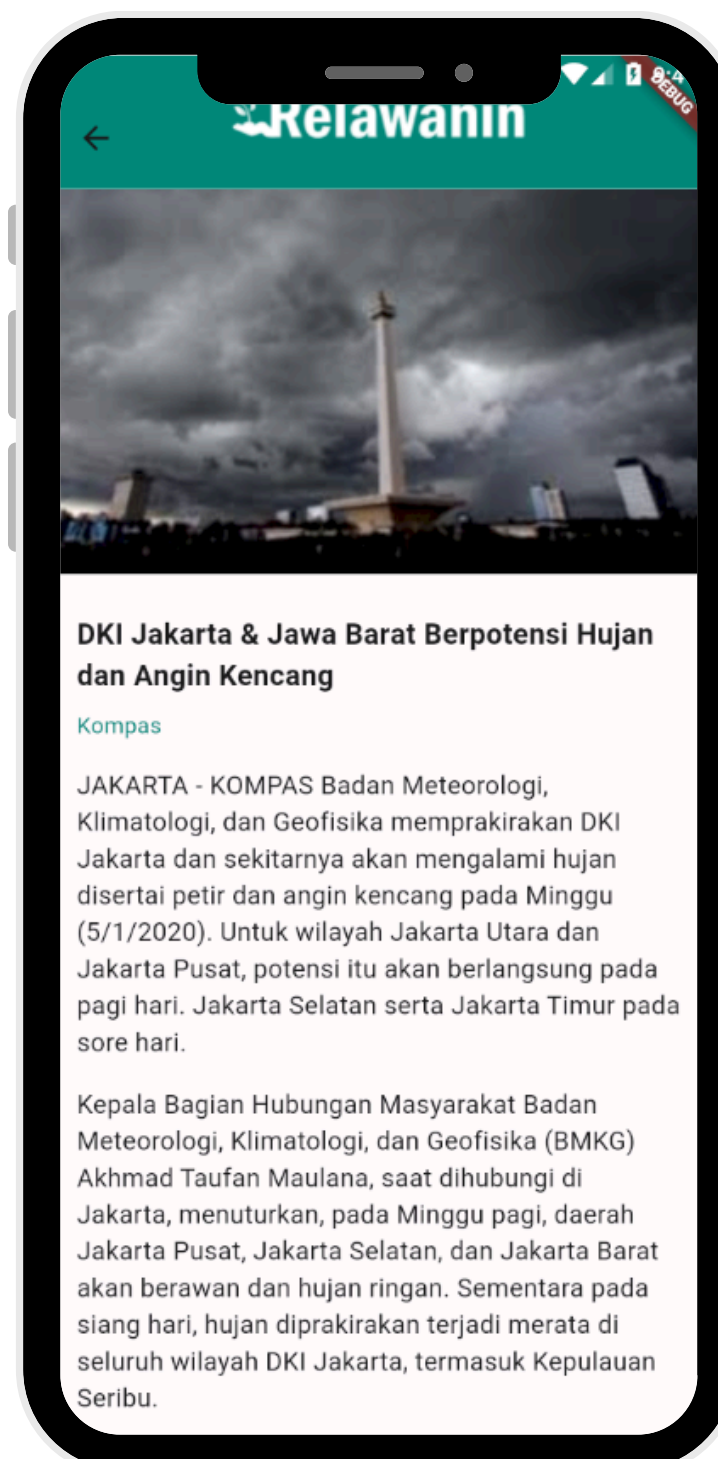 Relawanin
DEBUG
DKI Jakarta & Jawa Barat Berpotensi Hujan
dan Angin Kencang
Kompas
JAKARTA - KOMPAS Badan Meteorologi,
Klimatologi, dan Geofisika memprakirakan DKI
Jakarta dan sekitarnya akan mengalami hujan
disertai petir dan angin kencang pada Minggu
(5/1/2020). Untuk wilayah Jakarta Utara dan
Jakarta Pusat, potensi itu akan berlangsung pada
pagi hari. Jakarta Selatan serta Jakarta Timur pada
sore hari.
Kepala Bagian Hubungan Masyarakat Badan
Meteorologi, Klimatologi, dan Geofisika (BMKG)
Akhmad Taufan Maulana, saat dihubungi di
Jakarta, menuturkan, pada Minggu pagi, daerah
Jakarta Pusat, Jakarta Selatan, dan Jakarta Barat
akan berawan dan hujan ringan. Sementara pada
siang hari, hujan diprakirakan terjadi merata di
seluruh wilayah DKI Jakarta, termasuk Kepulauan
Seribu.